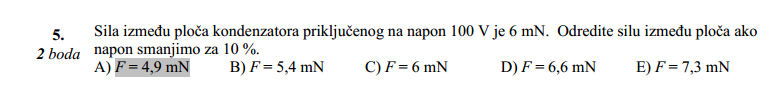 5. Sila između ploča kondenzatora priključenog na napon 100 V je 6 mN. Odredite silu između ploča ako
2 boda napon smanjimo za 10 %.
A) F = 4,9 mN B) F = 5,4 mN C) F = 6 mN D) F = 6,6 mN E) F = 7,3 mN